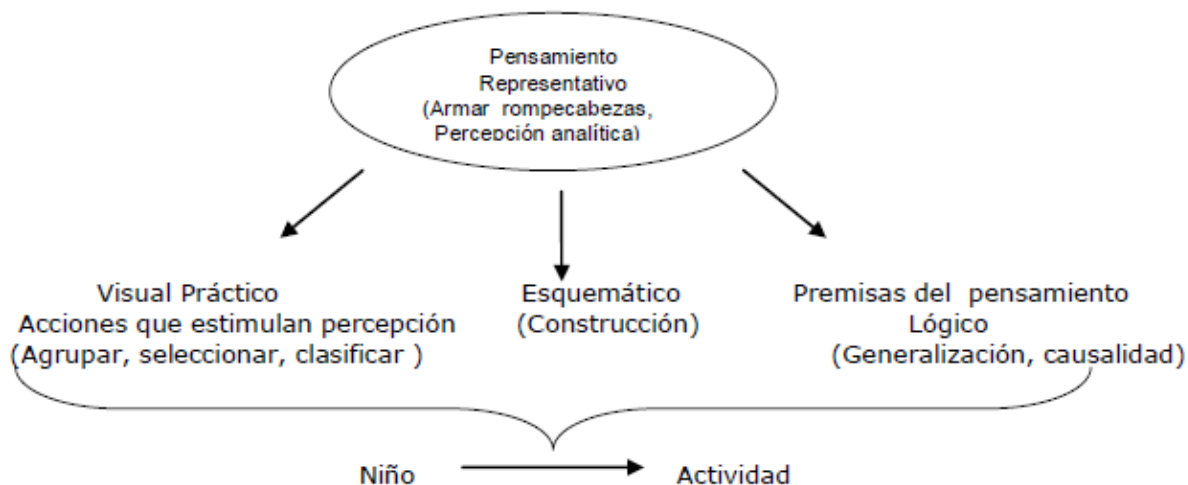 Pensamiento
Representativo
(Armar rompecabezas,
Percepción analítica)
Visual Práctico
Acciones que estimulan percepción
(Agrupar, seleccionar, clasificar )
Esquemático
(Construcción)
Premisas del pensamiento
Lógico
(Generalización, causalidad)
Niño
Actividad